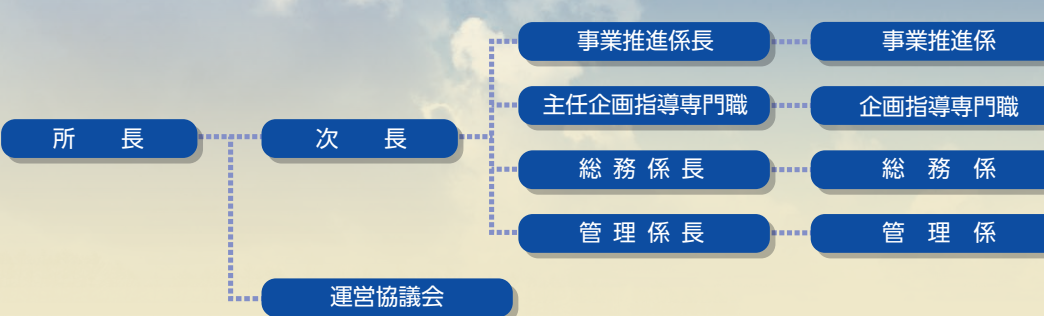 事業推進係長
事業推進係
主任企画指導専門職
企画指導専門職
所長
次長
総務係長
総務係
管理係長
管理係
運営協議会